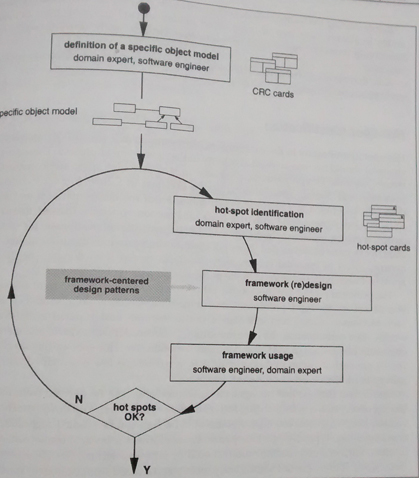 definition of a specific object model
domain expert, software engineer
CRC cards
pecific object model
hot-spot identification
domain expert, software engineer
hot-spot cards
framework-centered
design patterns
framework (re)design
software engineer
framework usage
software engineer, domain expert
N
hot spots
OK?
Y